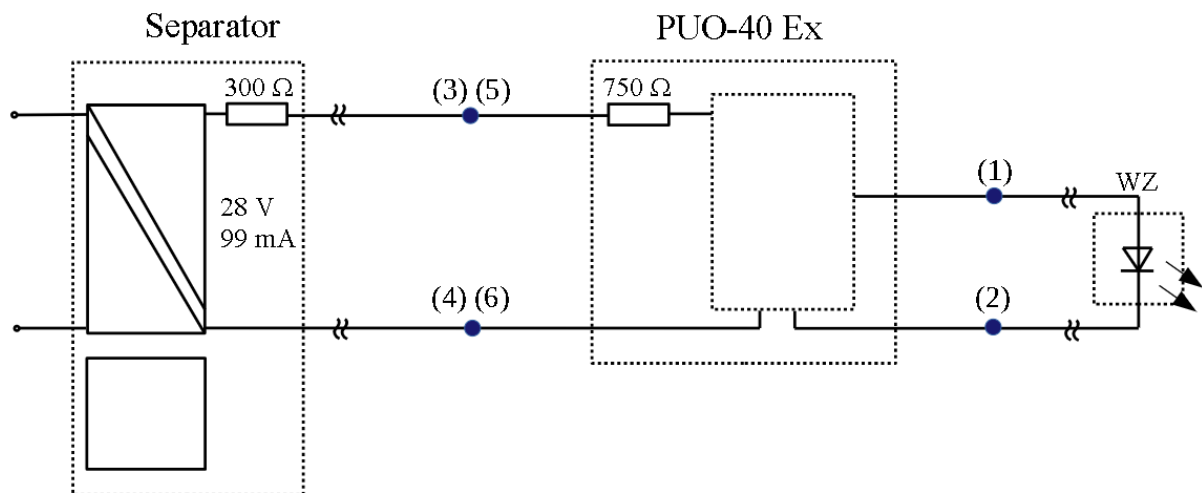 Separator
PUO-40 Ex
300 Ω
(3) (5)
750 Ω
(1)
WZ
28 V
99 mA
(4) (6)
(2)